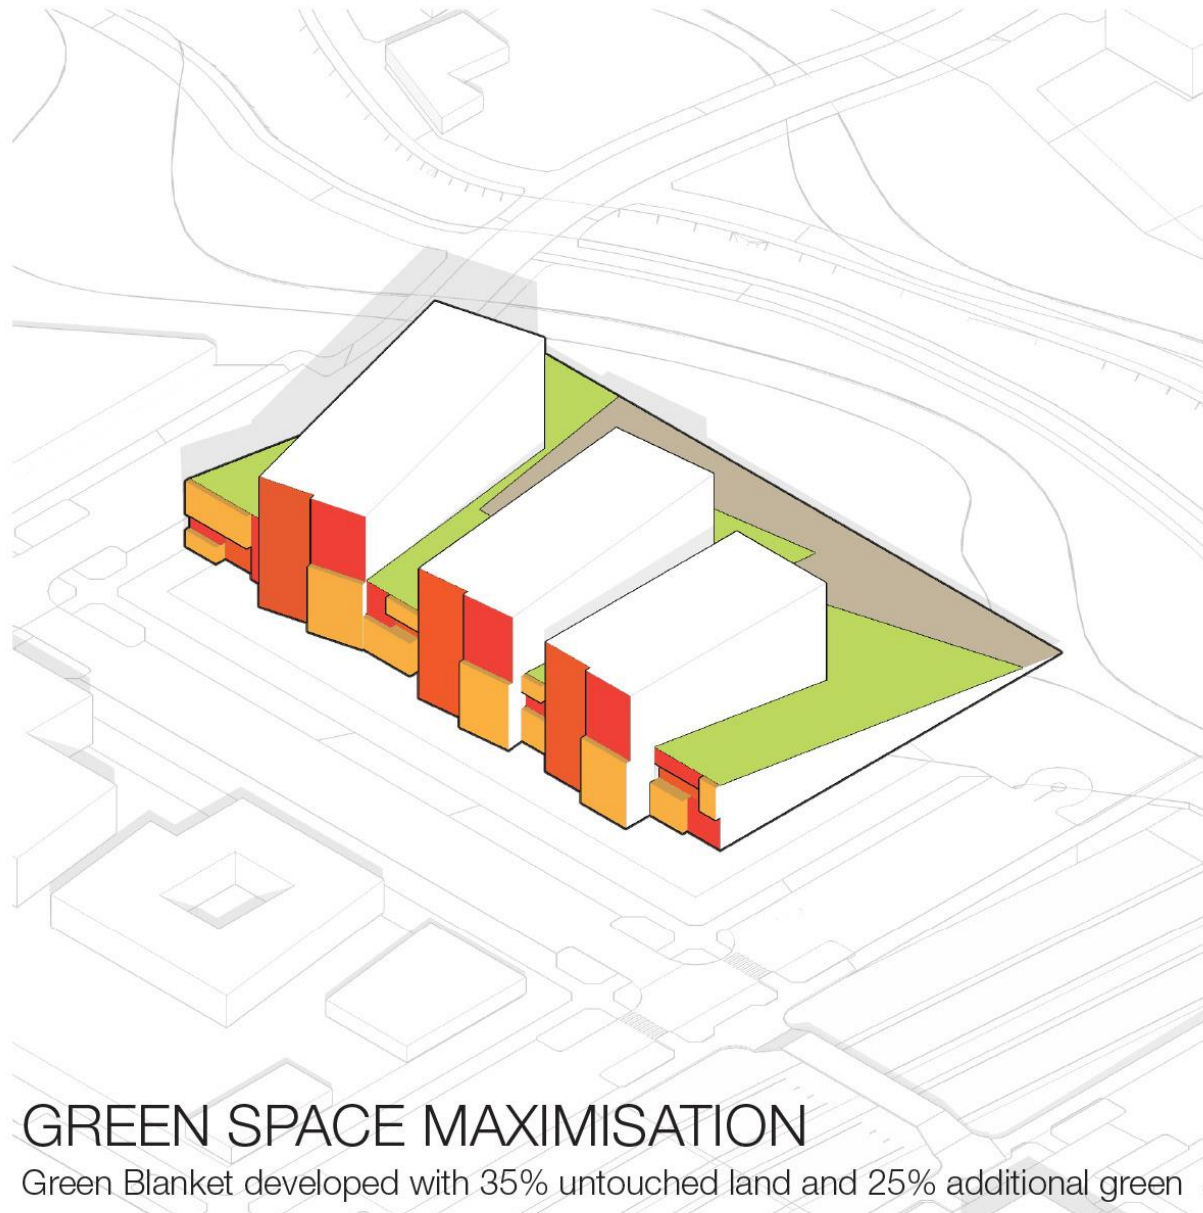 GREEN SPACE MAXIMISATION
Green Blanket developed with 35% untouched land and 25% additional green